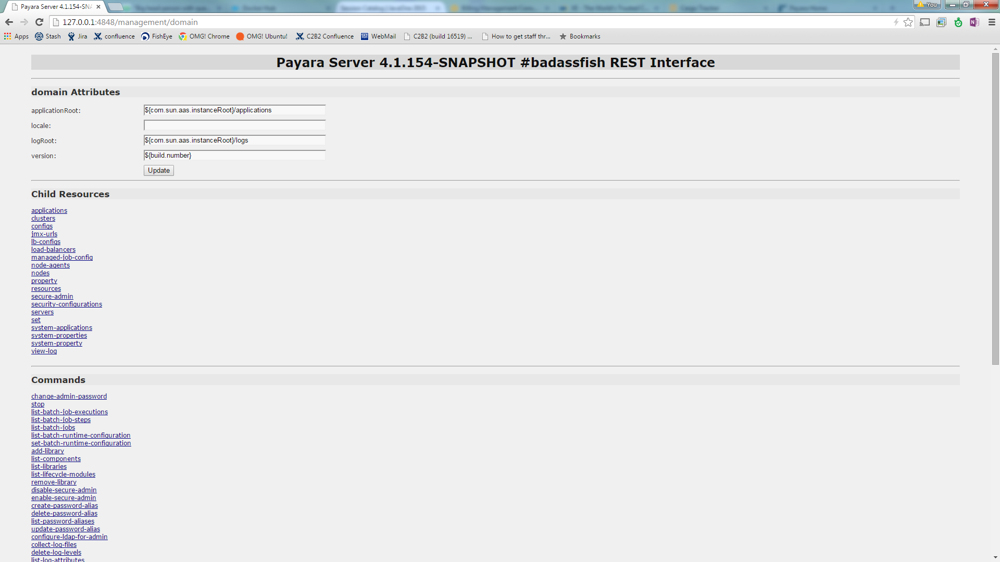 Payara Server 4.1.154-SNA
You
127.0.0.1:4848/management/domain
Apps Stash Jira confluence FishEye OMG! Chrome OMG! Ubuntu! C2B2 Confluence WebMail C2B2 (build 16519) ... How to get staff thr... Bookmarks
Payara Server 4.1.154-SNAPSHOT #badassfish REST Interface
domain Attributes
applicationRoot: ${com.sun.aas.instanceRoot}/applications
locale:
logRoot: ${com.sun.aas.instanceRoot}/logs
version: ${build.number}
Update
Child Resources
applications
clusters
configs
jmx-urls
lb-configs
load-balancers
managed-job-config
node-agents
nodes
property
resources
secure-admin
security-configurations
servers
set
system-applications
system-properties
system-property
view-log
Commands
change-admin-password
stop
list-batch-job-executions
list-batch-job-steps
list-batch-jobs
list-batch-runtime-configuration
set-batch-runtime-configuration
add-library
list-components
list-libraries
list-lifecycle-modules
remove-library
disable-secure-admin
enable-secure-admin
create-password-alias
delete-password-alias
list-password-aliases
update-password-alias
configure-ldap-for-admin
collect-log-files
delete-log-levels
list-log-attributes